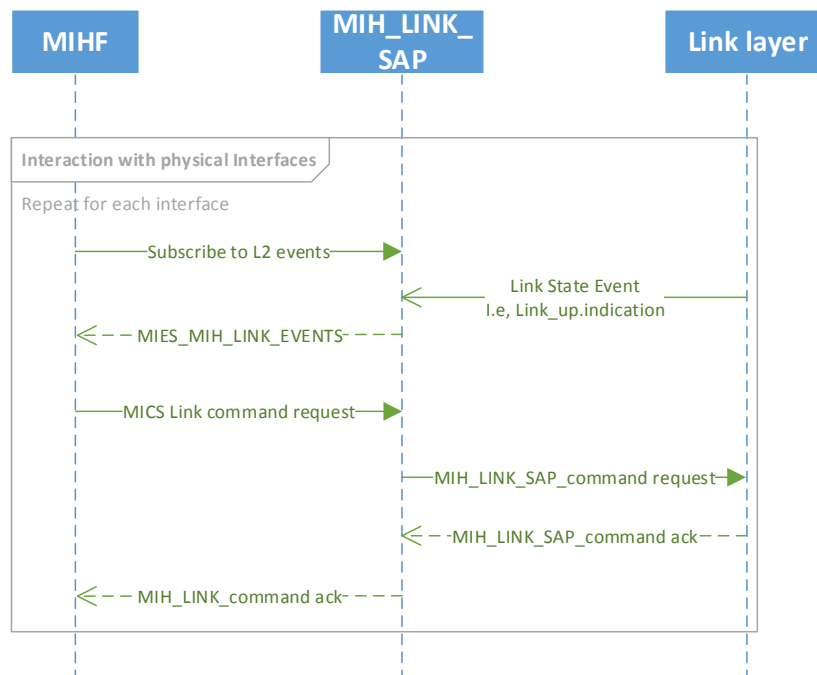 MIHF
MIH_LINK_
SAP
Link layer
Interaction with physical Interfaces
Repeat for each interface
Subscribe to L2 events
Link State Event
I.e, Link_up.indication
MIES_MIH_LINK_EVENTS
MICS Link command request
MIH_LINK_SAP_command request
MIH_LINK_SAP_command ack
MIH_LINK_command ack